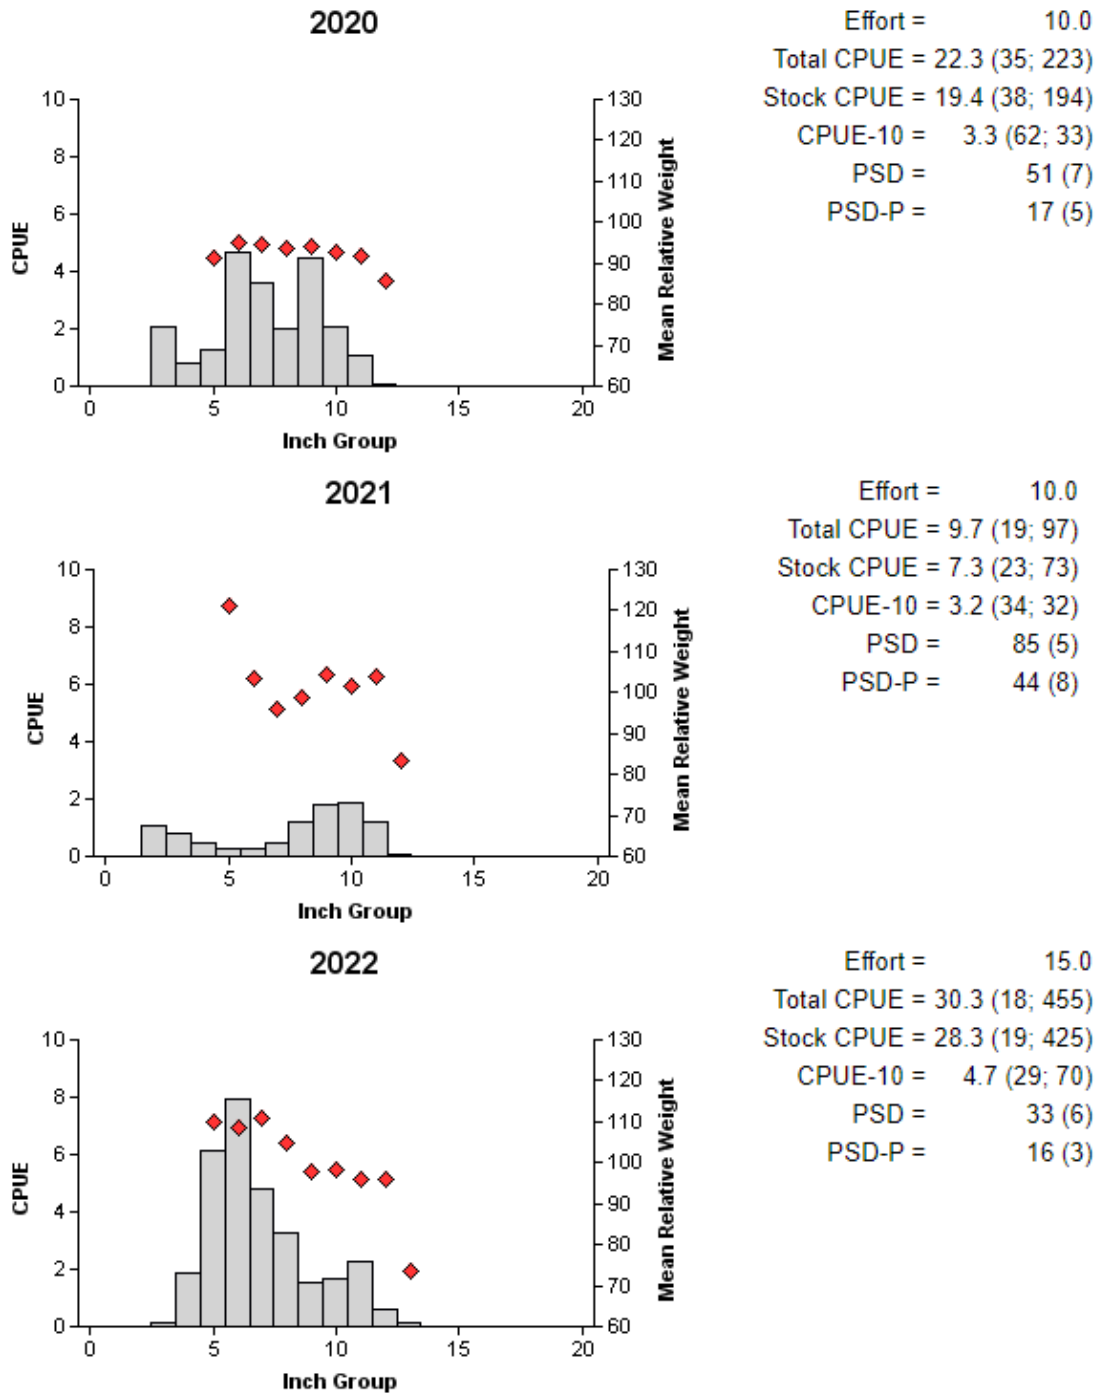 2020
Effort = 10.0
Total CPUE = 22.3 (35; 223)
Stock CPUE = 19.4 (38; 194)
CPUE-10 = 3.3 (62; 33)
PSD = 51 (7)
PSD-P = 17 (5)
10 130
120
8
110
6 100
4 90
80
2 70
0 60
CPUE
Mean Relative Weight
0 5 10 15 20
Inch Group
2021
Effort = 10.0
Total CPUE = 9.7 (19; 97)
Stock CPUE = 7.3 (23; 73)
CPUE-10 = 3.2 (34; 32)
PSD = 85 (5)
PSD-P = 44 (8)
10 130
120
8
110
6 100
4 90
80
2 70
0 60
CPUE
Mean Relative Weight
0 5 10 15 20
Inch Group
2022
Effort = 15.0
Total CPUE = 30.3 (18; 455)
Stock CPUE = 28.3 (19; 425)
CPUE-10 = 4.7 (29; 70)
PSD = 33 (6)
PSD-P = 16 (3)
10 130
120
8
110
6 100
4 90
80
2 70
0 60
CPUE
Mean Relative Weight
0 5 10 15 20
Inch Group